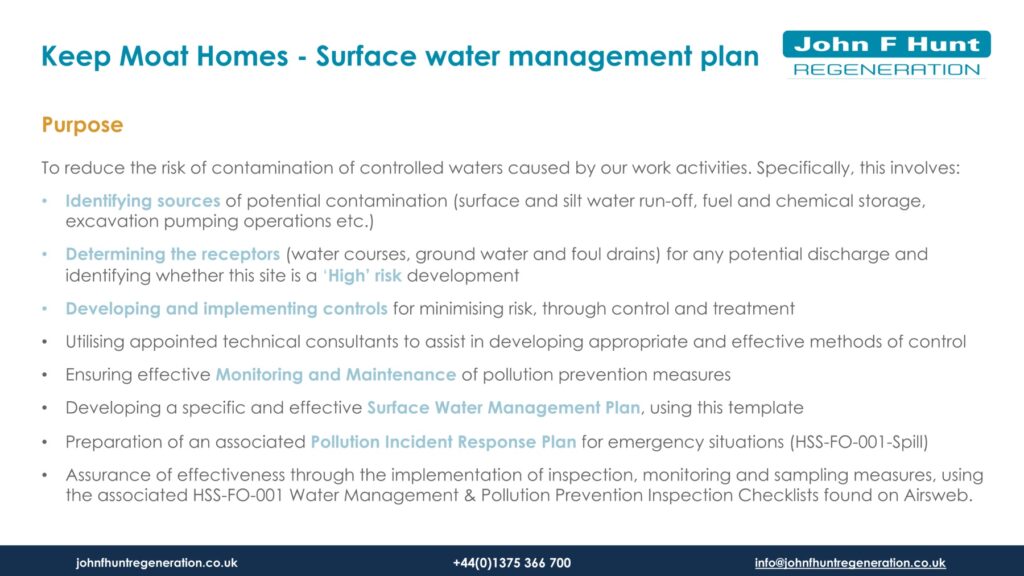 Keep Moat Homes - Surface water management plan
John F Hunt
REGENERATION
Purpose
To reduce the risk of contamination of controlled waters caused by our work activities. Specifically, this involves:
• Identifying sources of potential contamination (surface and silt water run-off, fuel and chemical storage,
excavation pumping operations etc.)
• Determining the receptors (water courses, ground water and foul drains) for any potential discharge and
identifying whether this site is a ‘High’ risk development
• Developing and implementing controls for minimising risk, through control and treatment
• Utilising appointed technical consultants to assist in developing appropriate and effective methods of control
• Ensuring effective Monitoring and Maintenance of pollution prevention measures
• Developing a specific and effective Surface Water Management Plan, using this template
• Preparation of an associated Pollution Incident Response Plan for emergency situations (HSS-FO-001-Spill)
• Assurance of effectiveness through the implementation of inspection, monitoring and sampling measures, using
the associated HSS-FO-001 Water Management & Pollution Prevention Inspection Checklists found on Airsweb.
johnfhuntregeneration.co.uk
+44(0)1375 366 700
info@johnfhuntregeneration.co.uk